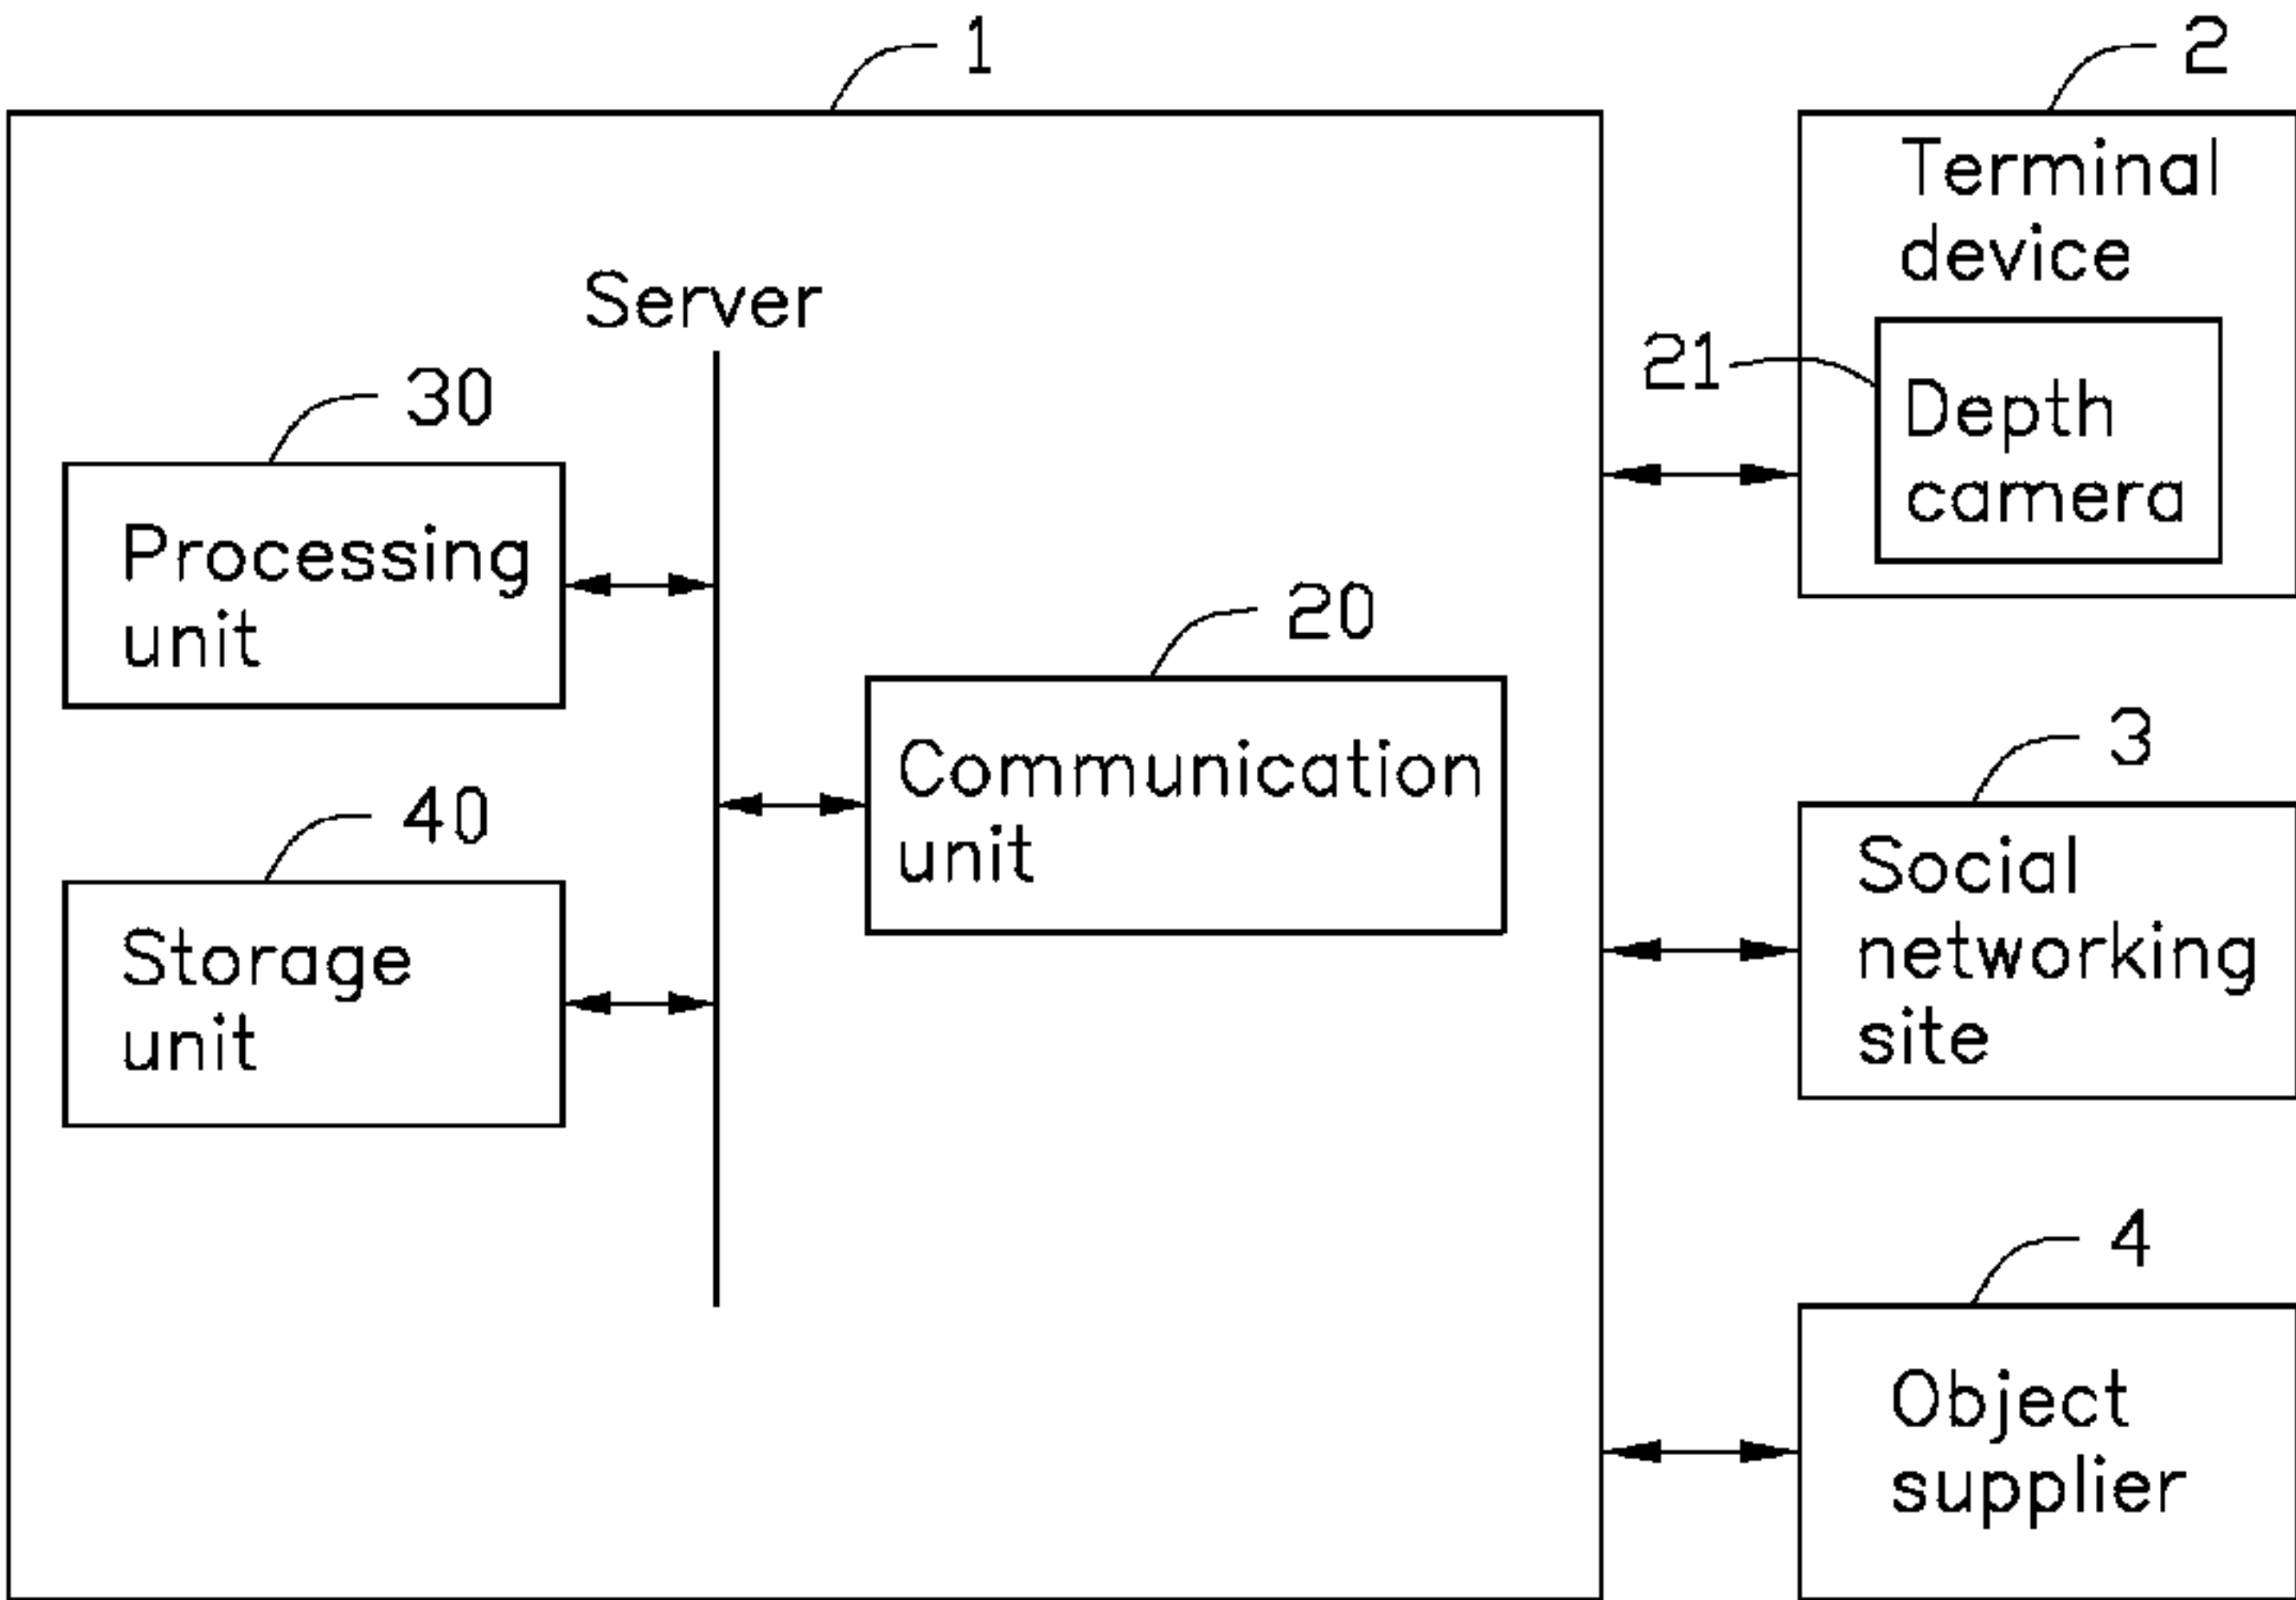 1
Server
30
Processing
unit
20
Communication
unit
40
Storage
unit
2
Terminal
device
21
Depth
camera
3
Social
networking
site
4
Object
supplier